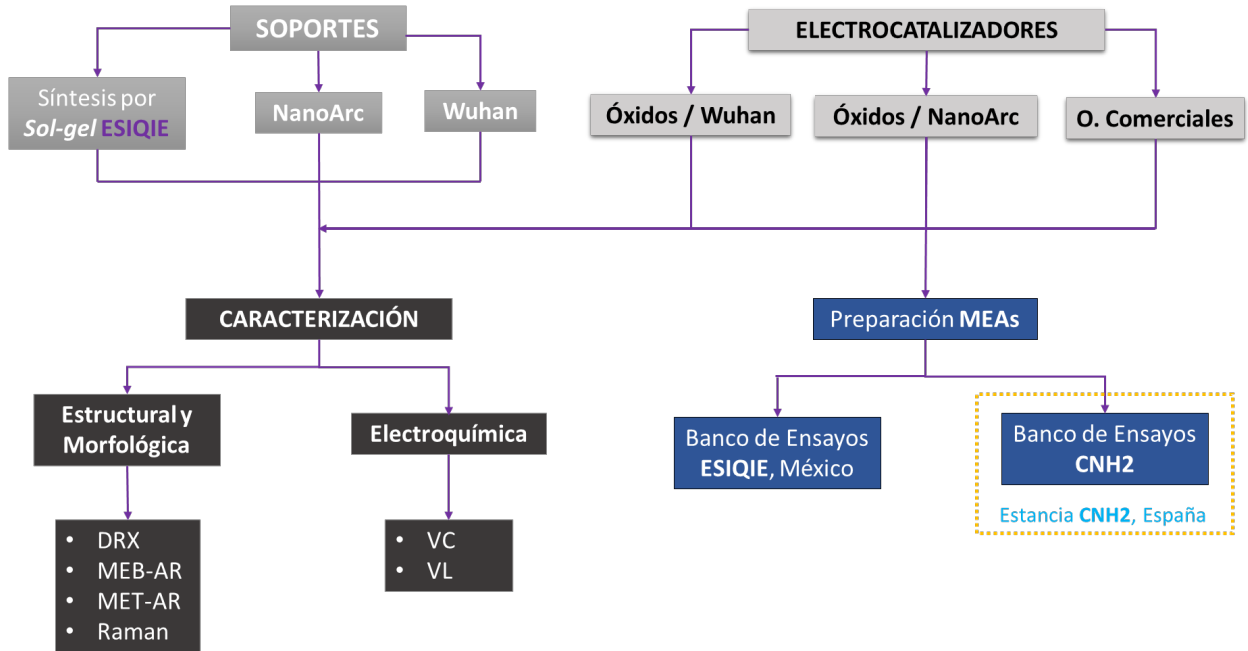 SOPORTES
Síntesis por
Sol-gel ESIQIE
NanoArc
Wuhan
ELECTROCATALIZADORES
Óxidos / Wuhan
Óxidos / NanoArc
O. Comerciales
CARACTERIZACIÓN
Estructural y
Morfológica
• DRX
• MEB-AR
• MET-AR
• Raman
Electroquímica
• VC
• VL
Preparación MEAs
Banco de Ensayos
ESIQIE, México
Banco de Ensayos
CNH2
Estancia CNH2, España